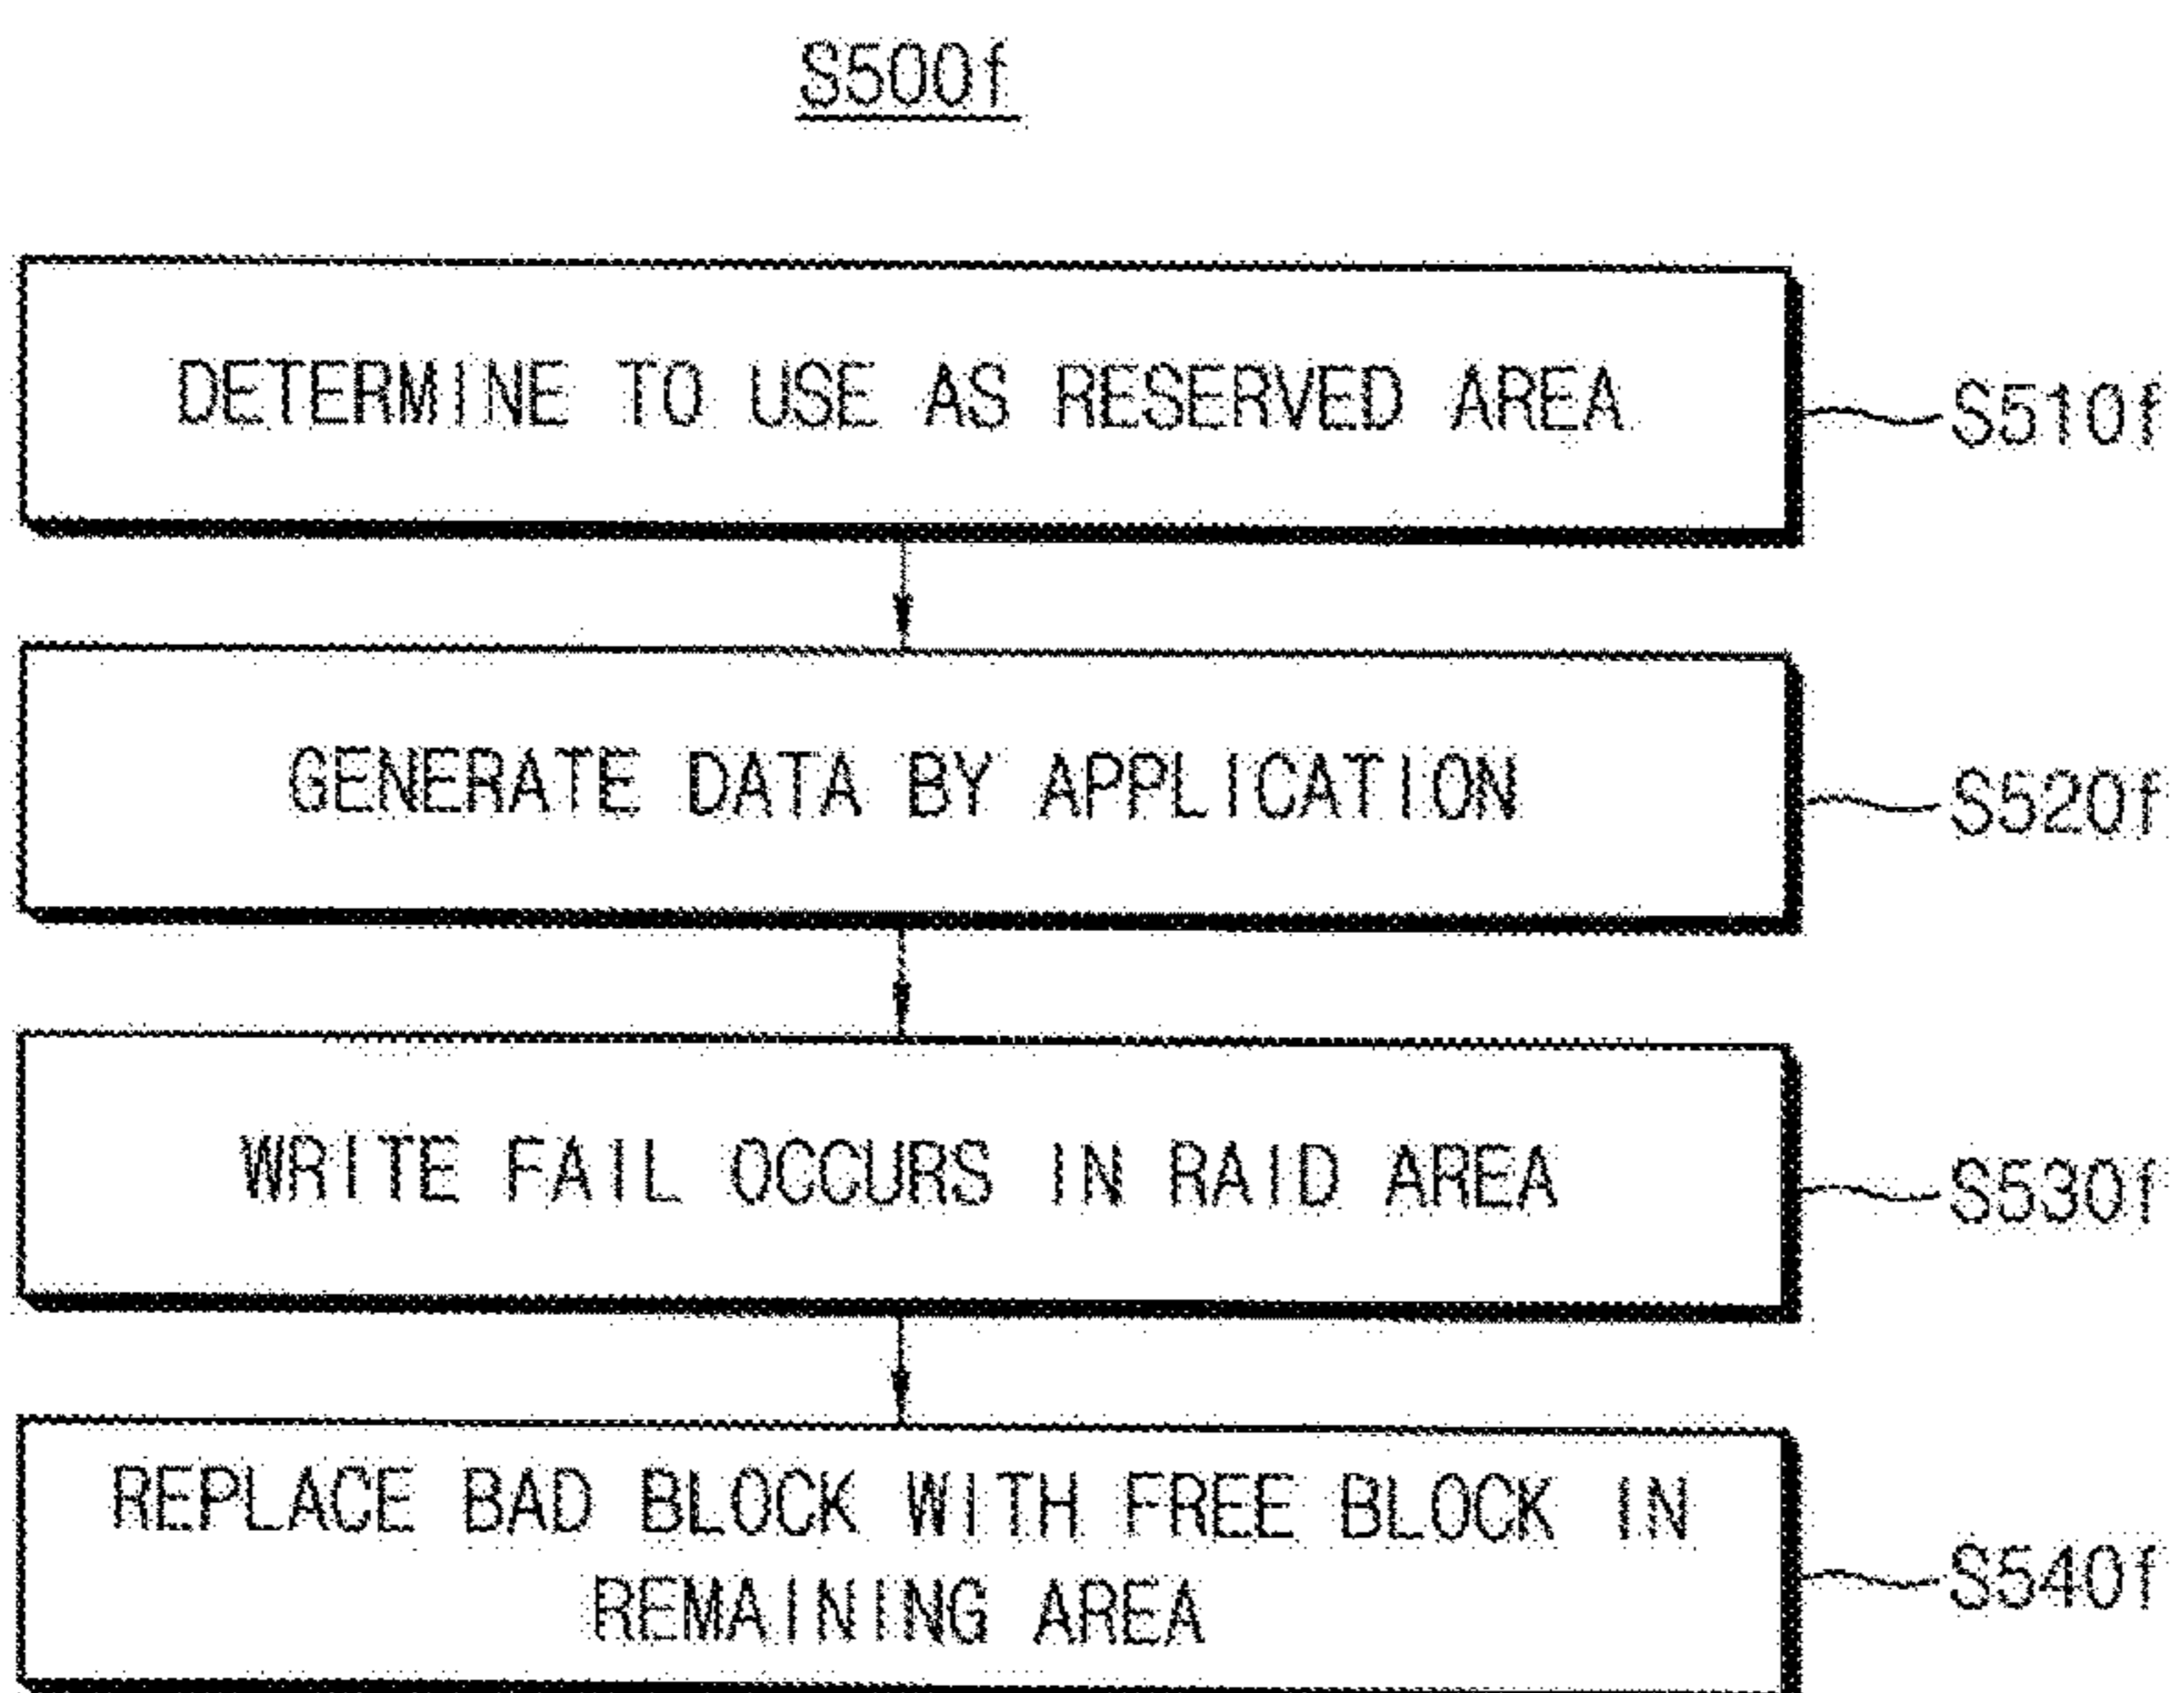 S500f
DETERMINE TO USE AS RESERVED AREA
S510f
GENERATE DATA BY APPLICATION
S520f
WRITE FAIL OCCURS IN RAID AREA
S530f
REPLACE BAD BLOCK WITH FREE BLOCK IN
REMAINING AREA
S540f